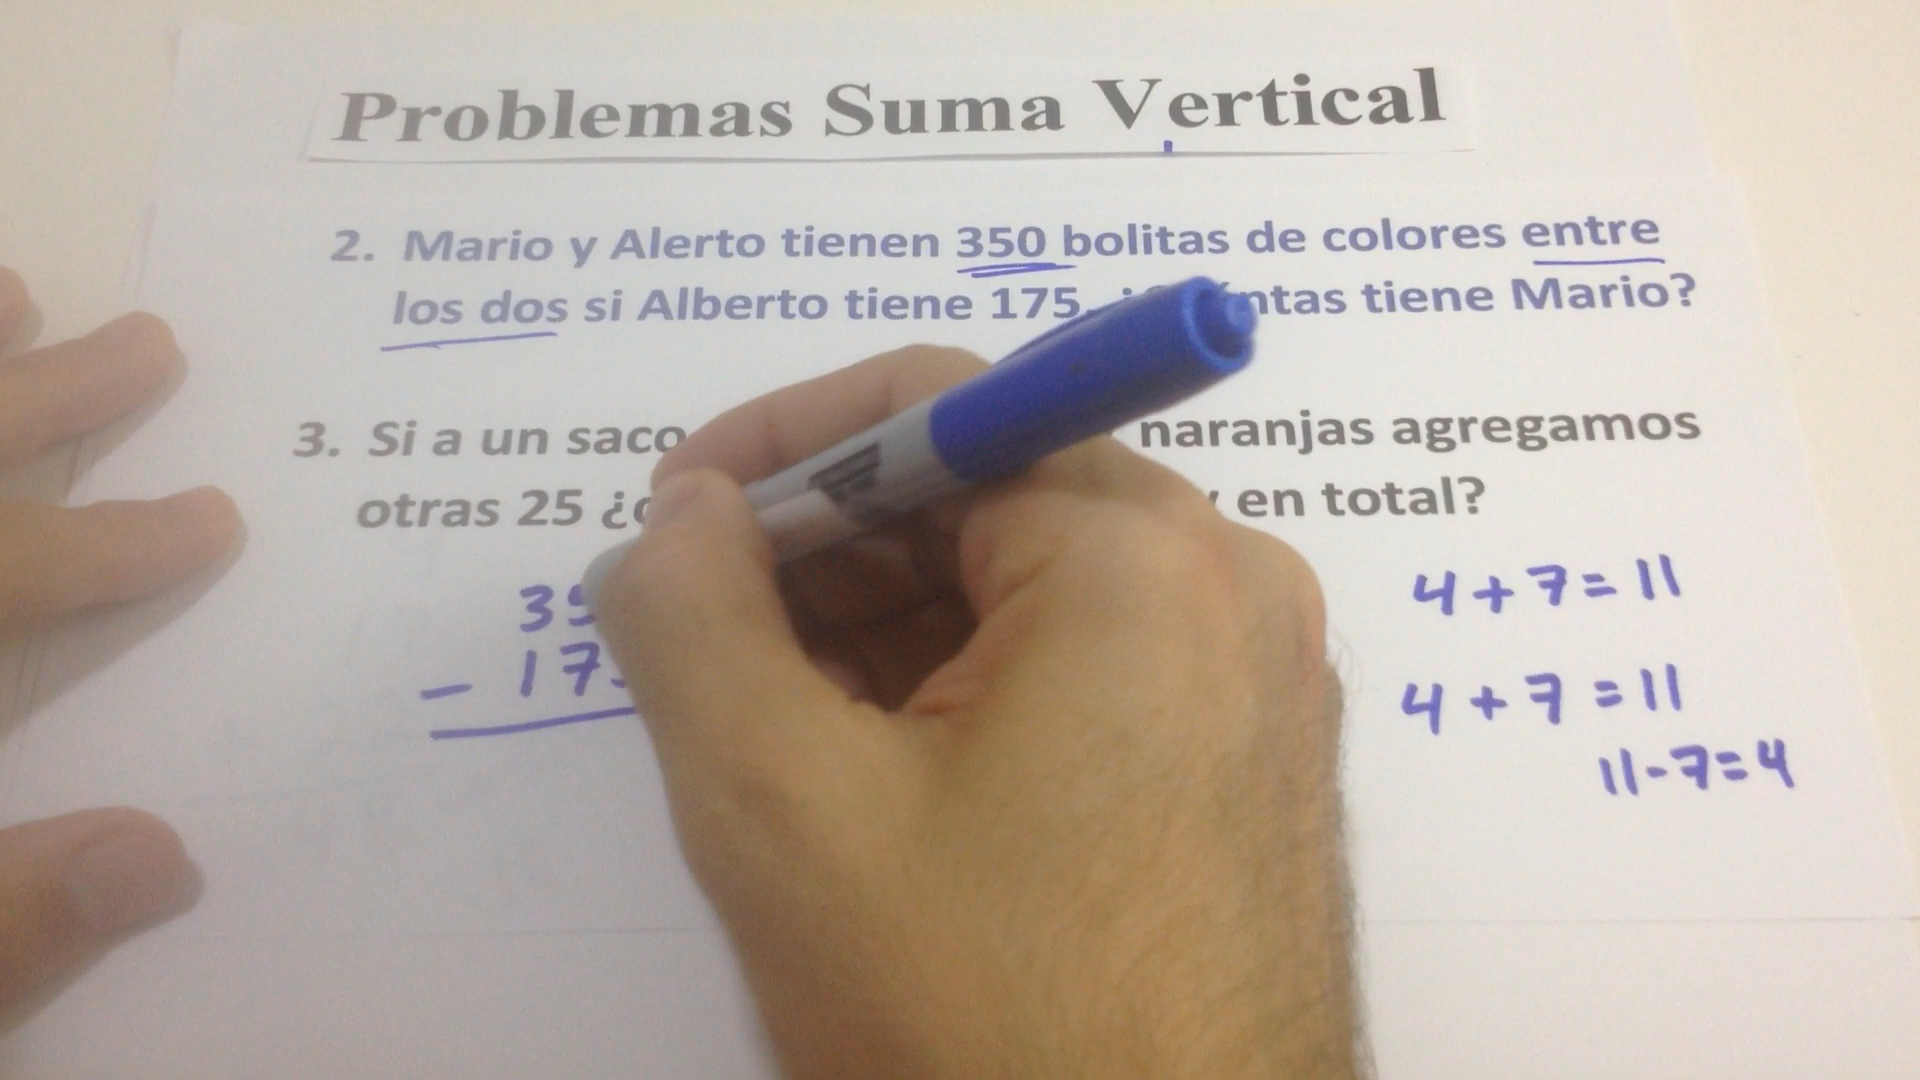 Problemas Suma Vertical
2. Mario y Alerto tienen 350 bolitas de colores entre
los dos si Alberto tiene 175. tiene Mario?
3. Si a un saco naranjas agregamos
otras 25 en total?
4+7=11
- 17
4+7=11
11-7=4